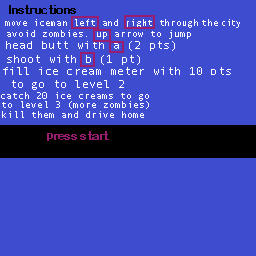 Instructions
move iceman left and right through the city
avoid zombies. up arrow to jump
head butt with a (2 pts)
shoot with b (1 pt)
fill ice cream meter with 10 pts
to go to level 2
catch 20 ice creams to go
to level 3 (more zombies)
kill them and drive home
press start